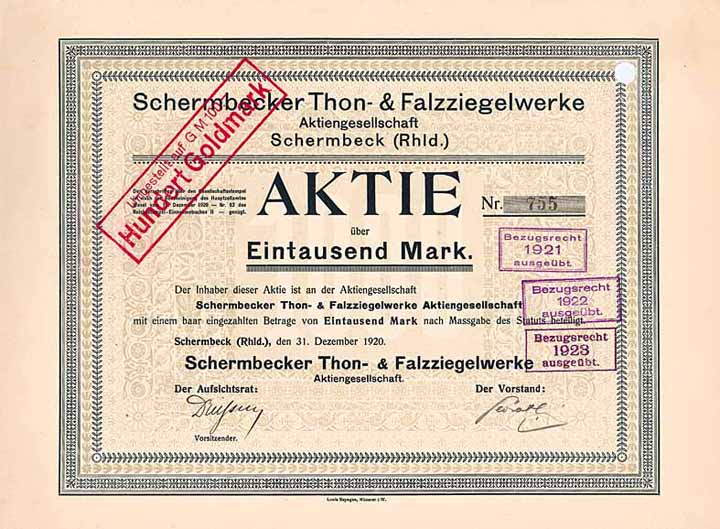 Schermbecker Thon- & Falzziegelwerke
Aktiengesellschaft
Schermbeck (Rhld.)
Umgestellt auf G.M 100
Hundert Goldmark
AKTIE
Nr. 755
über
Eintausend Mark.
Bezugsrecht
1921
ausgeübt.
Der Inhaber dieser Aktie ist an der Aktiengesellschaft
Schermbecker Thon- & Falzziegelwerke Aktiengesellschaft
mit einem baar eingezahlten Betrage von Eintausend Mark nach Massgabe des Statuts beteiligt.
Bezugsrecht
1922
ausgeübt.
Schermbeck (Rhld.), den 31. Dezember 1920.
Bezugsrecht
1923
ausgeübt.
Schermbecker Thon- & Falzziegelwerke
Aktiengesellschaft.
Der Aufsichtsrat:
Der Vorstand:
Vorsitzender.